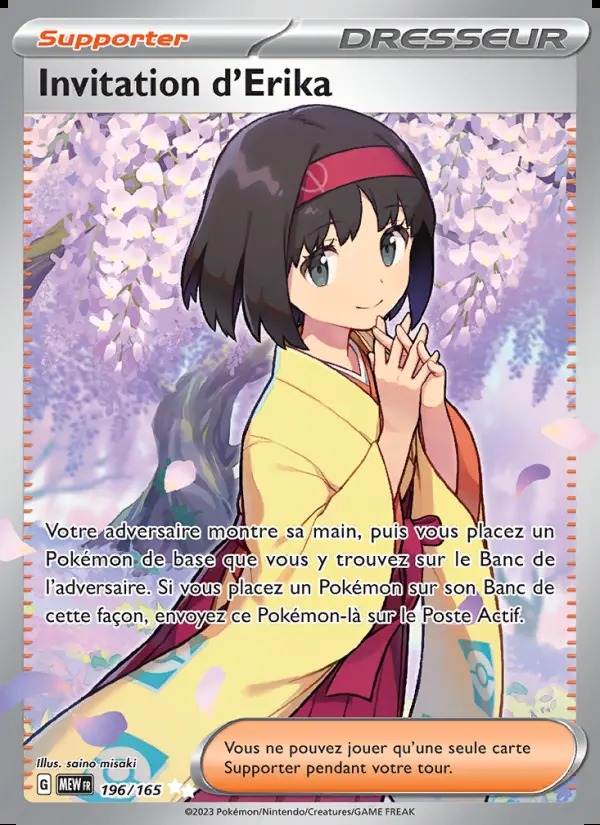 Supporter
DRESSEUR
Invitation d'Erika
Votre adversaire montre sa main, puis vous placez un
Pokémon de base que vous y trouvez sur le Banc de
l'adversaire. Si vous placez un Pokémon sur son Banc de
cette façon, envoyez ce Pokémon-là sur le Poste Actif.
Vous ne pouvez jouer qu'une seule carte
Supporter pendant votre tour.
Illus. saino misaki
G MEW FR 196/165
©2023 Pokémon/Nintendo/Creatures/GAME FREAK